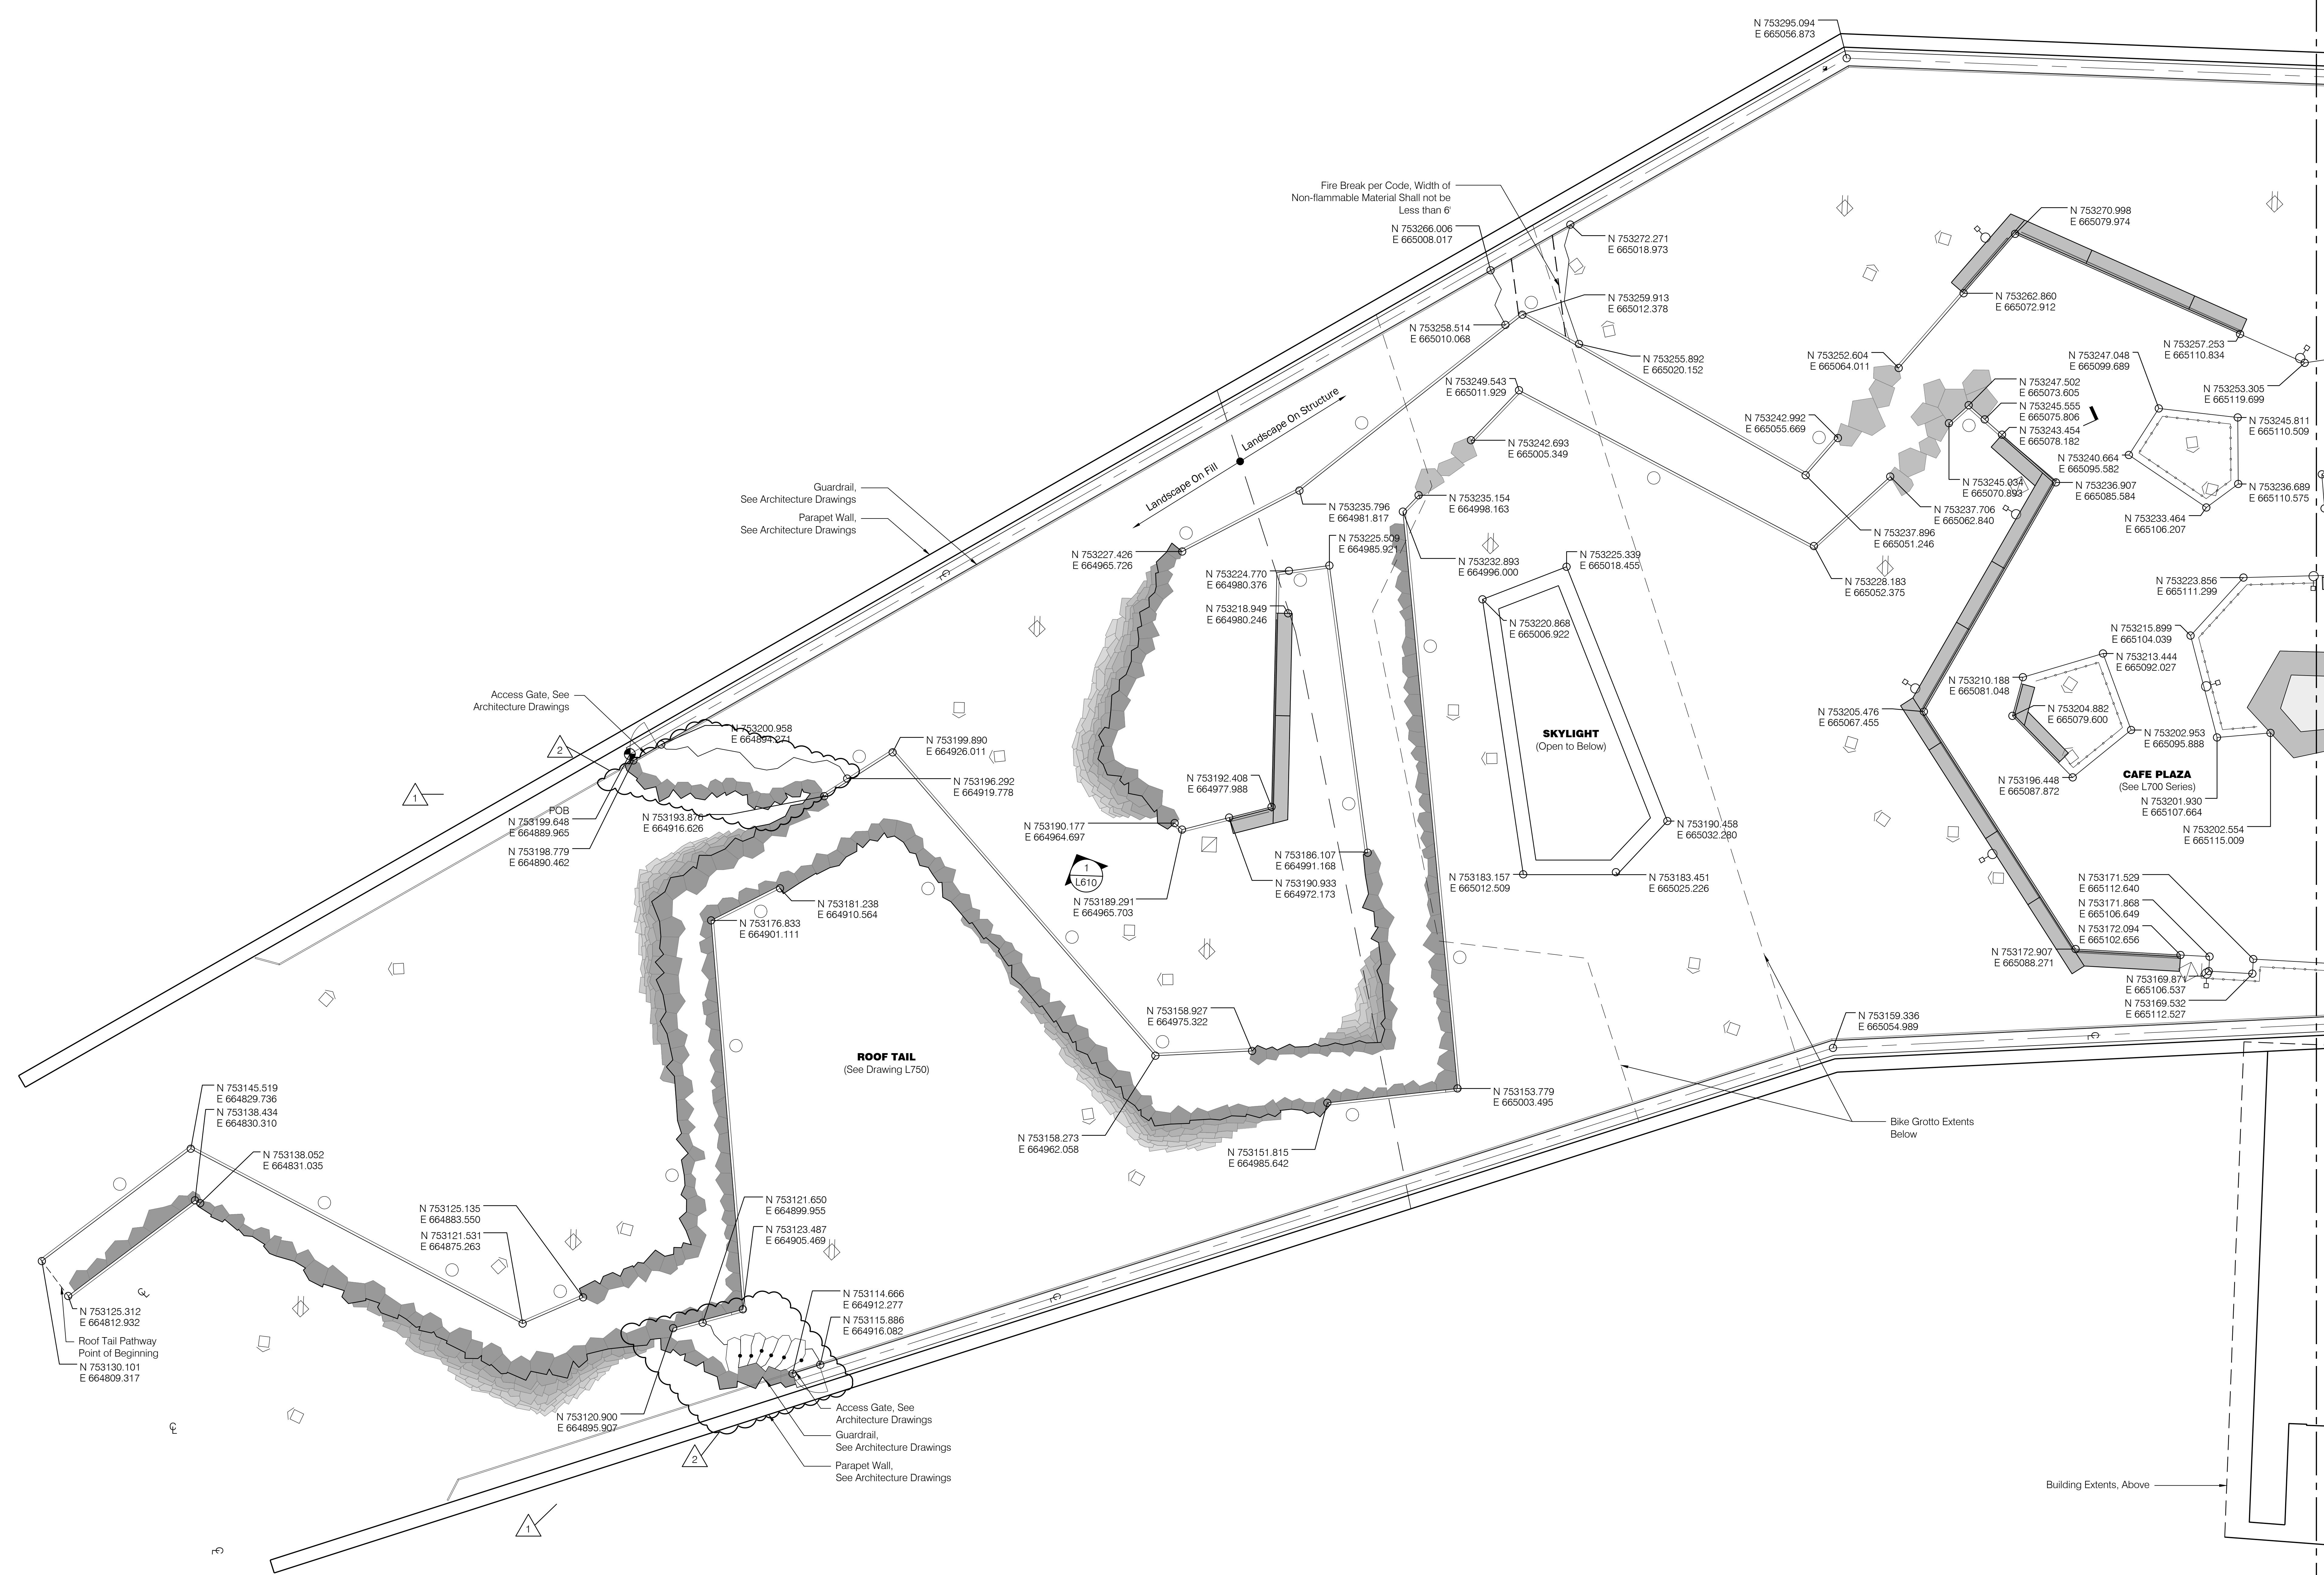 N 753295.094
E 665056.873
Fire Break per Code, Width of
Non-flammable Material Shall not be
Less than 6'
N 753266.006
E 665008.017
N 753272.271
E 665018.973
N 753270.998
E 665079.974
N 753259.913
E 665012.378
N 753262.860
E 665072.912
N 753258.514
E 665010.068
N 753257.253
E 665110.834
N 753255.892
E 665020.152
N 753252.604
E 665064.011
N 753247.048
E 665099.689
N 753249.543
E 665011.929
N 753247.502
E 665073.605
N 753253.305
E 665119.699
N 753245.555
E 665075.806
N 753242.992
E 665055.669
N 753245.811
E 665110.509
N 753243.454
E 665078.182
Landscape On Structure
Landscape On Fill
N 753242.693
E 665005.349
N 753240.664
E 665095.582
Guardrail,
See Architecture Drawings
N 753245.034
E 665070.893
N 753236.907
E 665085.584
N 753236.689
E 665110.575
N 753235.154
E 664998.163
N 753235.796
E 664981.817
N 753237.706
E 665062.840
N 753233.464
E 665106.207
Parapet Wall,
See Architecture Drawings
N 753237.896
E 665051.246
N 753225.509
E 664985.921
N 753227.426
E 664965.726
N 753232.893
E 664996.000
N 753225.339
E 665018.455
N 753224.770
E 664980.376
N 753228.183
E 665052.375
N 753223.856
E 665111.299
N 753218.949
E 664980.246
N 753220.868
E 665006.922
N 753215.899
E 665104.039
N 753213.444
E 665092.027
N 753210.188
E 665081.048
Access Gate, See
Architecture Drawings
N 753204.882
E 665079.600
N 753205.476
E 665067.455
N 753200.958
E 664894.271
SKYLIGHT
(Open to Below)
N 753199.890
E 664926.011
2
N 753202.953
E 665095.888
N 753196.292
E 664919.778
N 753192.408
E 664977.988
N 753196.448
E 665087.872
CAFE PLAZA
(See L700 Series)
1
POB
N 753199.648
E 664889.965
N 753193.876
E 664916.626
N 753201.930
E 665107.664
N 753190.177
E 664964.697
N 753190.458
E 665032.280
N 753202.554
E 665115.009
N 753198.779
E 664890.462
N 753186.107
E 664991.168
1
L610
N 753190.933
E 664972.173
N 753183.157
E 665012.509
N 753183.451
E 665025.226
N 753171.529
E 665112.640
N 753189.291
E 664965.703
N 753181.238
E 664910.564
N 753171.868
E 665106.649
N 753176.833
E 664901.111
N 753172.094
E 665102.656
N 753172.907
E 665088.271
N 753169.871
E 665106.537
N 753169.532
E 665112.527
N 753158.927
E 664975.322
N 753159.336
E 665054.989
ROOF TAIL
(See Drawing L750)
N 753145.519
E 664829.736
N 753153.779
E 665003.495
N 753138.434
E 664830.310
Bike Grotto Extents
Below
N 753158.273
E 664962.058
N 753151.815
E 664985.642
N 753138.052
E 664831.035
N 753121.650
E 664899.955
N 753125.135
E 664883.550
N 753123.487
E 664905.469
N 753121.531
E 664875.263
N 753114.666
E 664912.277
N 753125.312
E 664812.932
N 753115.886
E 664916.082
Roof Tail Pathway
Point of Beginning
N 753130.101
E 664809.317
Access Gate, See
Architecture Drawings
N 753120.900
E 664895.907
Guardrail,
See Architecture Drawings
2
Parapet Wall,
See Architecture Drawings
Building Extents, Above
1